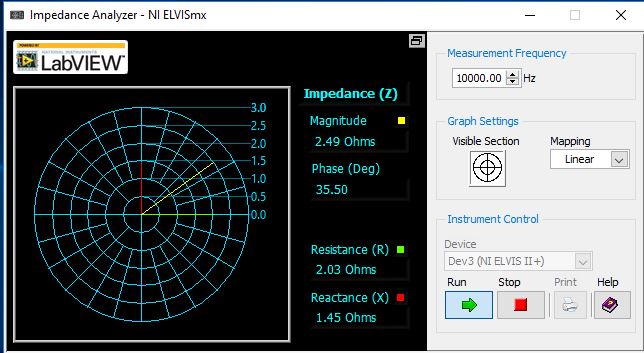 Impedance Analyzer - NI ELVISmx
POWERED BY
NATIONAL INSTRUMENTS
LabVIEW™
3.0
2.5
2.0
1.5
1.0
0.5
0.0
Impedance (Z)
Magnitude
2.49 Ohms
Phase (Deg)
35.50
Resistance (R)
2.03 Ohms
Reactance (X)
1.45 Ohms
Measurement Frequency
10000.00 Hz
Graph Settings
Visible Section Mapping
Linear
Instrument Control
Device
Dev3 (NI ELVIS II+)
Run Stop Print Help